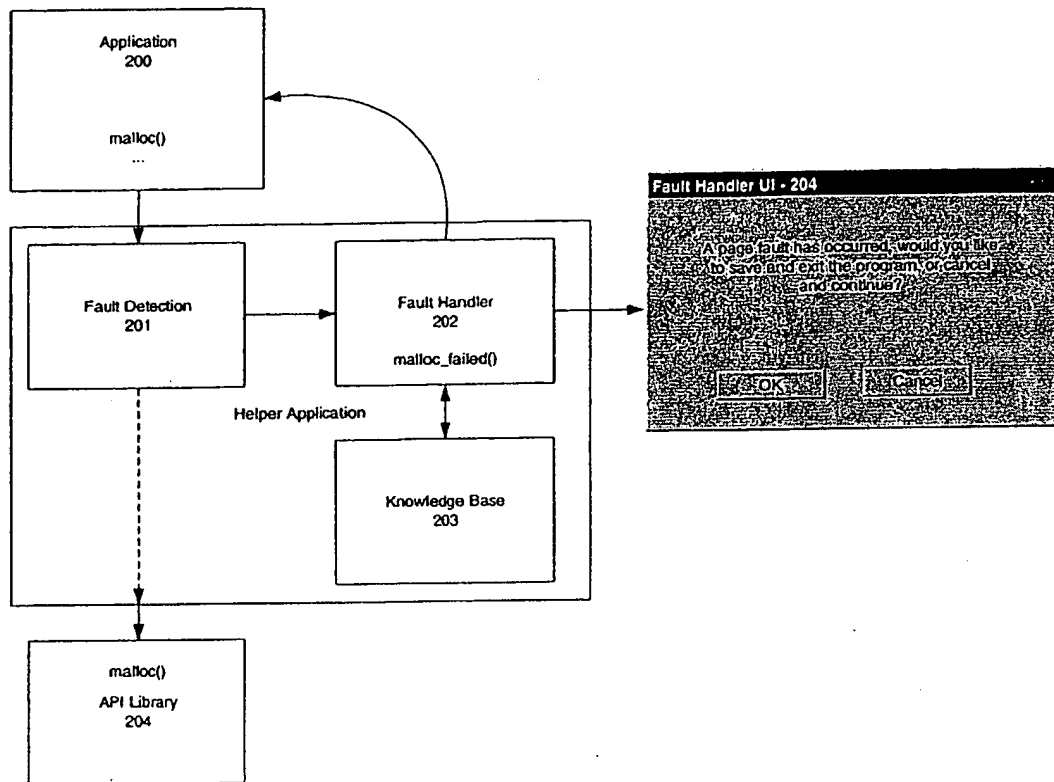 Application
200
malloc()
...
Fault Handler UI - 204
A page fault has occurred, would you like
to save and exit the program, or cancel
and continue?
OK
Cancel
Fault Detection
201
Fault Handler
202
malloc_failed()
Helper Application
Knowledge Base
203
malloc()
API Library
204